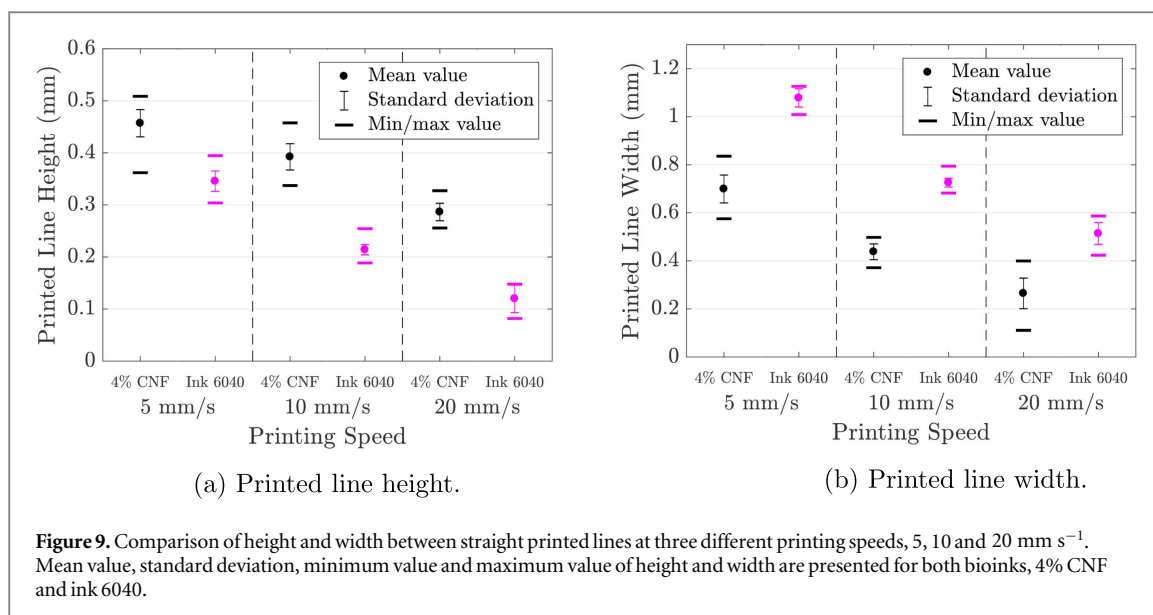 0.6
0.5
0.4
0.3
0.2
0.1
0
Printed Line Height (mm)
Mean value
Standard deviation
Min/max value
4% CNF Ink 6040 4% CNF Ink 6040 4% CNF Ink 6040
5 mm/s 10 mm/s 20 mm/s
Printing Speed
(a) Printed line height.
1.2
1
0.8
0.6
0.4
0.2
0
Printed Line Width (mm)
Mean value
Standard deviation
Min/max value
4% CNF Ink 6040 4% CNF Ink 6040 4% CNF Ink 6040
5 mm/s 10 mm/s 20 mm/s
Printing Speed
(b) Printed line width.
Figure 9. Comparison of height and width between straight printed lines at three different printing speeds, 5, 10 and 20 mm s⁻¹.
Mean value, standard deviation, minimum value and maximum value of height and width are presented for both bioinks, 4% CNF
and ink 6040.